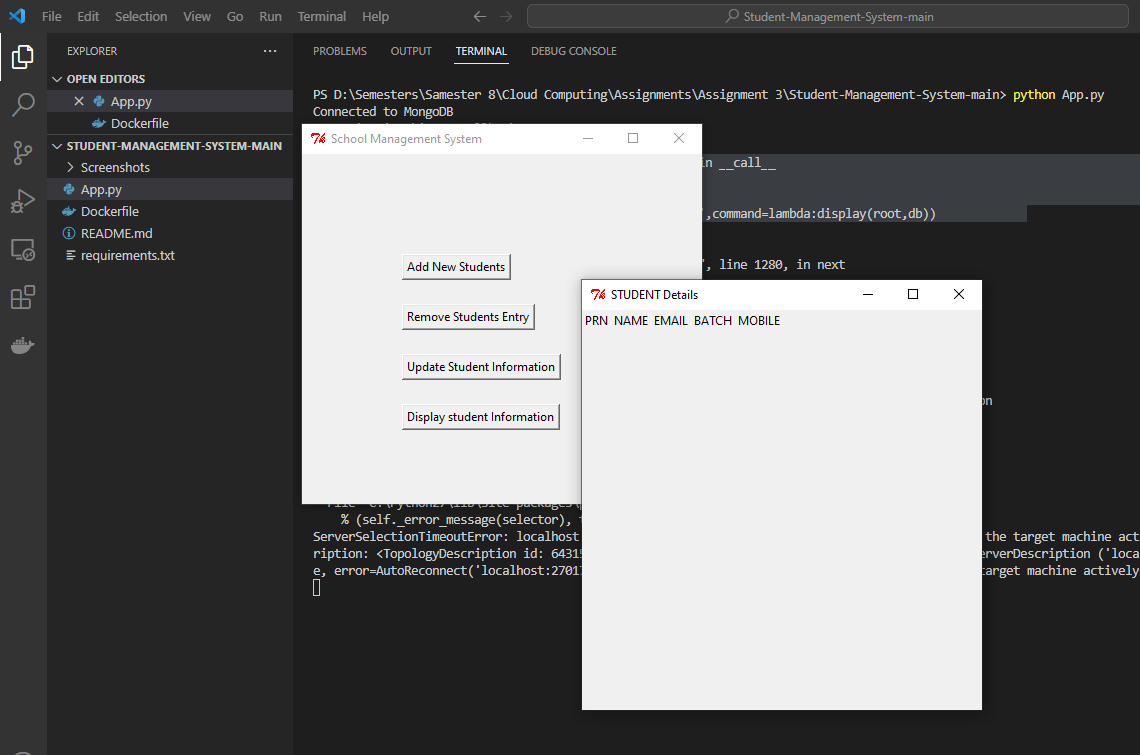 File Edit Selection View Go Run Terminal Help
Student-Management-System-main
EXPLORER
OPEN EDITORS
App.py
Dockerfile
STUDENT-MANAGEMENT-SYSTEM-MAIN
Screenshots
App.py
Dockerfile
README.md
requirements.txt
PROBLEMS OUTPUT TERMINAL DEBUG CONSOLE
PS D:\Semesters\Samester 8\Cloud Computing\Assignments\Assignment 3\Student-Management-System-main> python App.py
Connected to MongoDB
School Management System
in __call__
,command=lambda:display(root,db))
", line 1280, in next
Add New Students
Remove Students Entry
Update Student Information
Display student Information
STUDENT Details
PRN NAME EMAIL BATCH MOBILE
on
% (self._error_message(selector),
ServerSelectionTimeoutError: localhost the target machine act
ription: <TopologyDescription id: 6431 erverDescription ('loca
e, error=AutoReconnect('localhost:2701 target machine actively